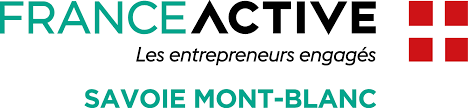 FRANCE ACTIVE
Les entrepreneurs engagés
SAVOIE MONT-BLANC